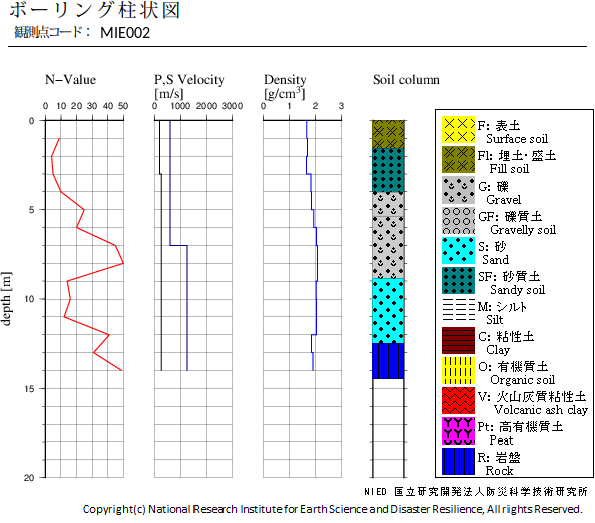 ボーリング柱状図
観測点コード： MIE002
N-Value P,S Velocity Density Soil column
[m/s] [g/cm3]
0 10 20 30 40 50 0 1000 2000 3000 0 1 2 3
0
5
10
15
20
depth [m]
F: 表土
Surface soil
Fl: 埋土・盛土
Fill soil
G: 礫
Gravel
GF: 礫質土
Gravelly soil
S: 砂
Sand
SF: 砂質土
Sandy soil
M: シルト
Silt
C: 粘性土
Clay
O: 有機質土
Organic soil
V: 火山灰質粘性土
Volcanic ash clay
Pt: 高有機質土
Peat
R: 岩盤
Rock
NIED 国立研究開発法人防災科学技術研究所
Copyright(c) National Research Institute for Earth Science and Disaster Resilience, All rights Reserved.